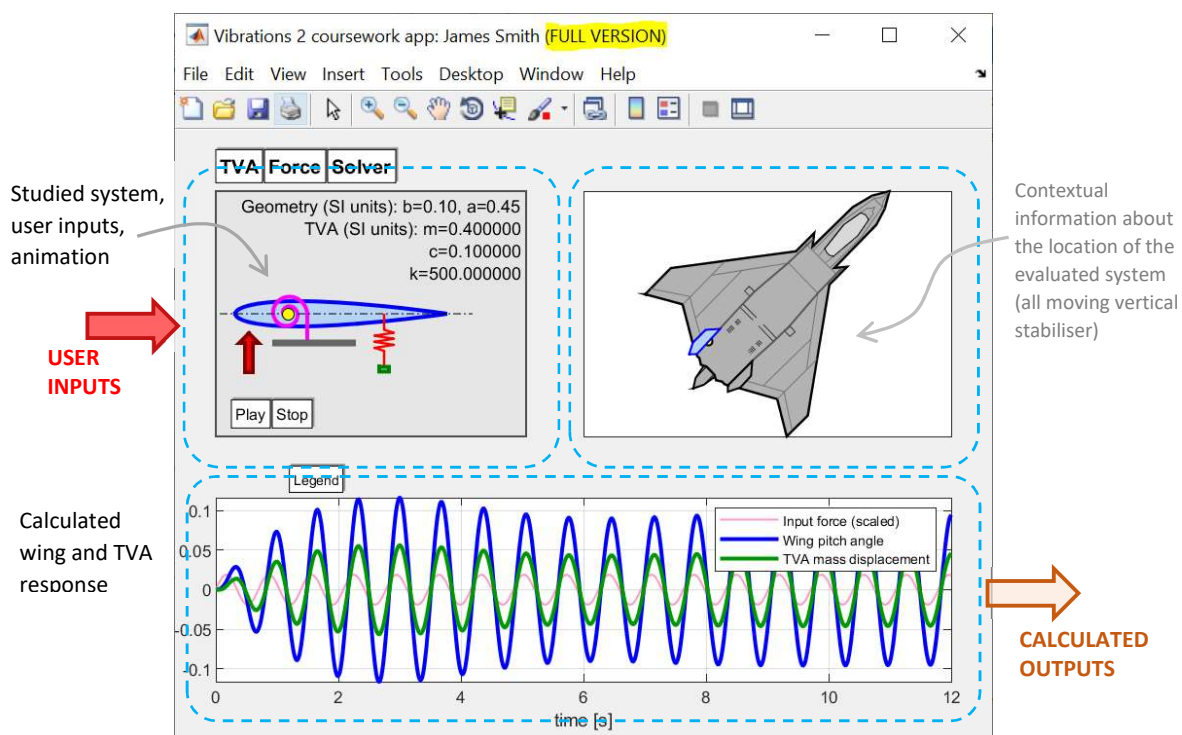 Vibrations 2 coursework app: James Smith (FULL VERSION)
File Edit View Insert Tools Desktop Window Help
TVA Force Solver
Studied system,
user inputs,
animation
USER
INPUTS
Geometry (SI units): b=0.10, a=0.45
TVA (SI units): m=0.400000
c=0.100000
k=500.000000
Play Stop
Contextual
information about
the location of the
evaluated system
(all moving vertical
stabiliser)
Calculated
wing and TVA
response
Legend
Input force (scaled)
Wing pitch angle
TVA mass displacement
0.1
0.05
0
-0.05
-0.1
0 2 4 6 8 10 12
time [s]
CALCULATED
OUTPUTS